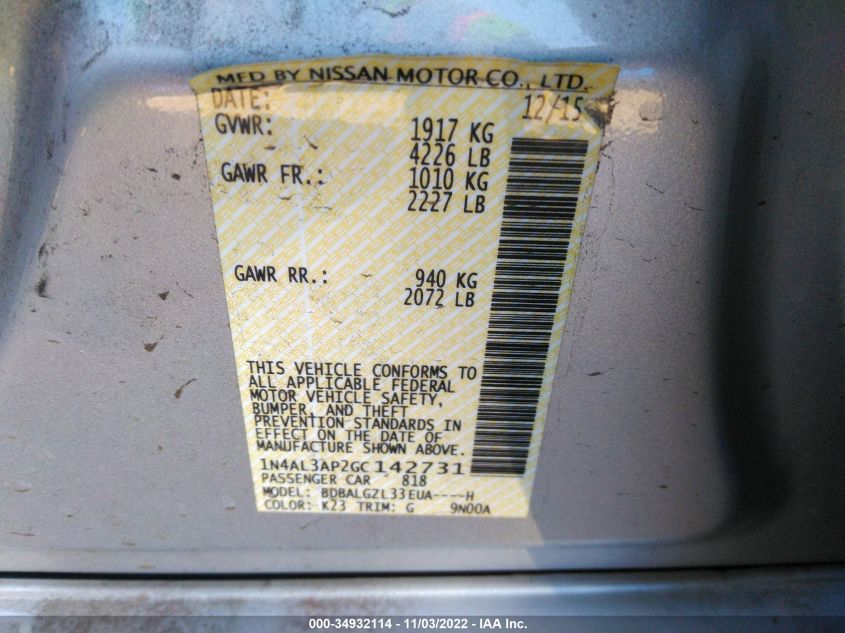 MFD BY NISSAN MOTOR CO., LTD.
DATE: 12/15
GVWR: 1917 KG
4226 LB
GAWR FR.: 1010 KG
2227 LB
GAWR RR.: 940 KG
2072 LB
THIS VEHICLE CONFORMS TO
ALL APPLICABLE FEDERAL
MOTOR VEHICLE SAFETY,
BUMPER, AND THEFT
PREVENTION STANDARDS IN
EFFECT ON THE DATE OF
MANUFACTURE SHOWN ABOVE.
1N4AL3AP2GC142731
PASSENGER CAR 818
MODEL: BDBALGZL33EUA----H
COLOR: K23 TRIM: G 9N00A
000-34932114 - 11/03/2022 - IAA Inc.